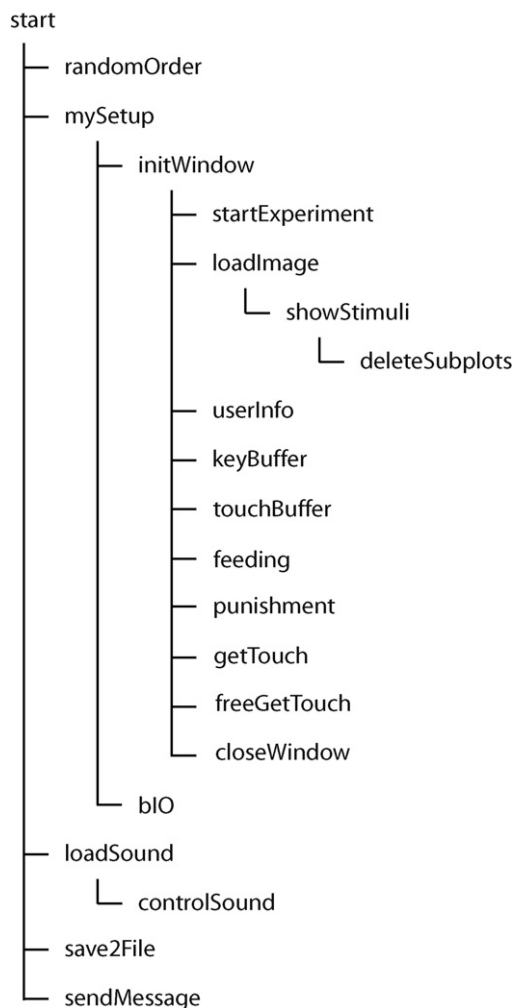 start
randomOrder
mySetup
initWindow
startExperiment
loadImage
showStimuli
deleteSubplots
userInfo
keyBuffer
touchBuffer
feeding
punishment
getTouch
freeGetTouch
closeWindow
bIO
loadSound
controlSound
save2File
sendMessage